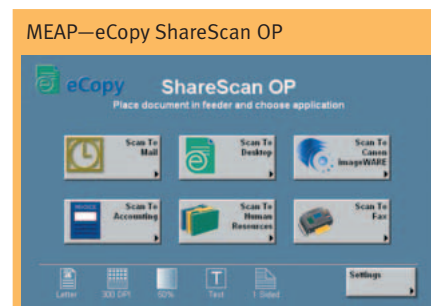 MEAP—eCopy ShareScan OP
eCopy
ShareScan OP
Place document in feeder and choose application
Scan To
Mail
Scan To
Desktop
Scan To
Canon
imageWARE
INVOICE
Scan To
Accounting
Scan To
Human
Resources
Scan To
Fax
Letter
300 DPI
50%
Text
1 Sided
Settings